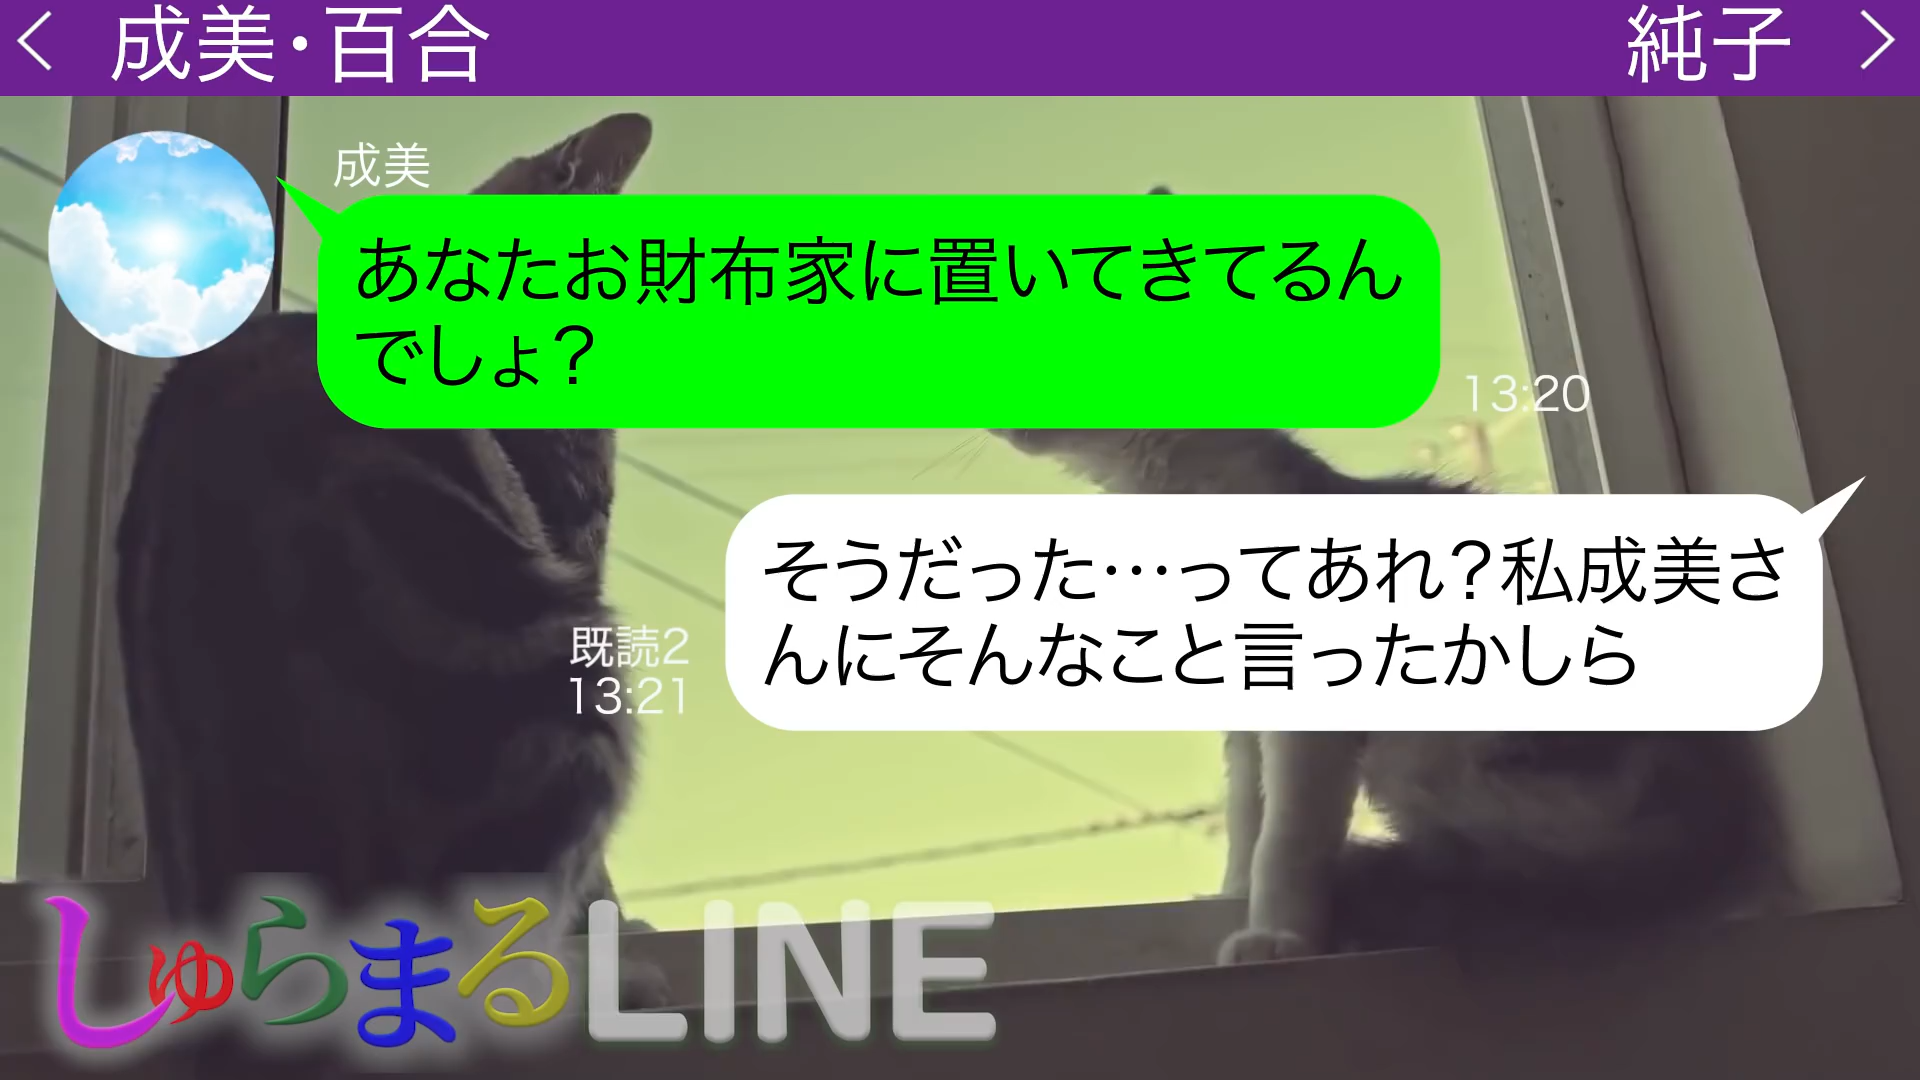 成美・百合
純子
成美
あなたお財布家に置いてきてるん
でしょ？
13:20
そうだった…ってあれ？私成美さ
んにそんなこと言ったかしら
既読2
13:21
しゅらまるLINE